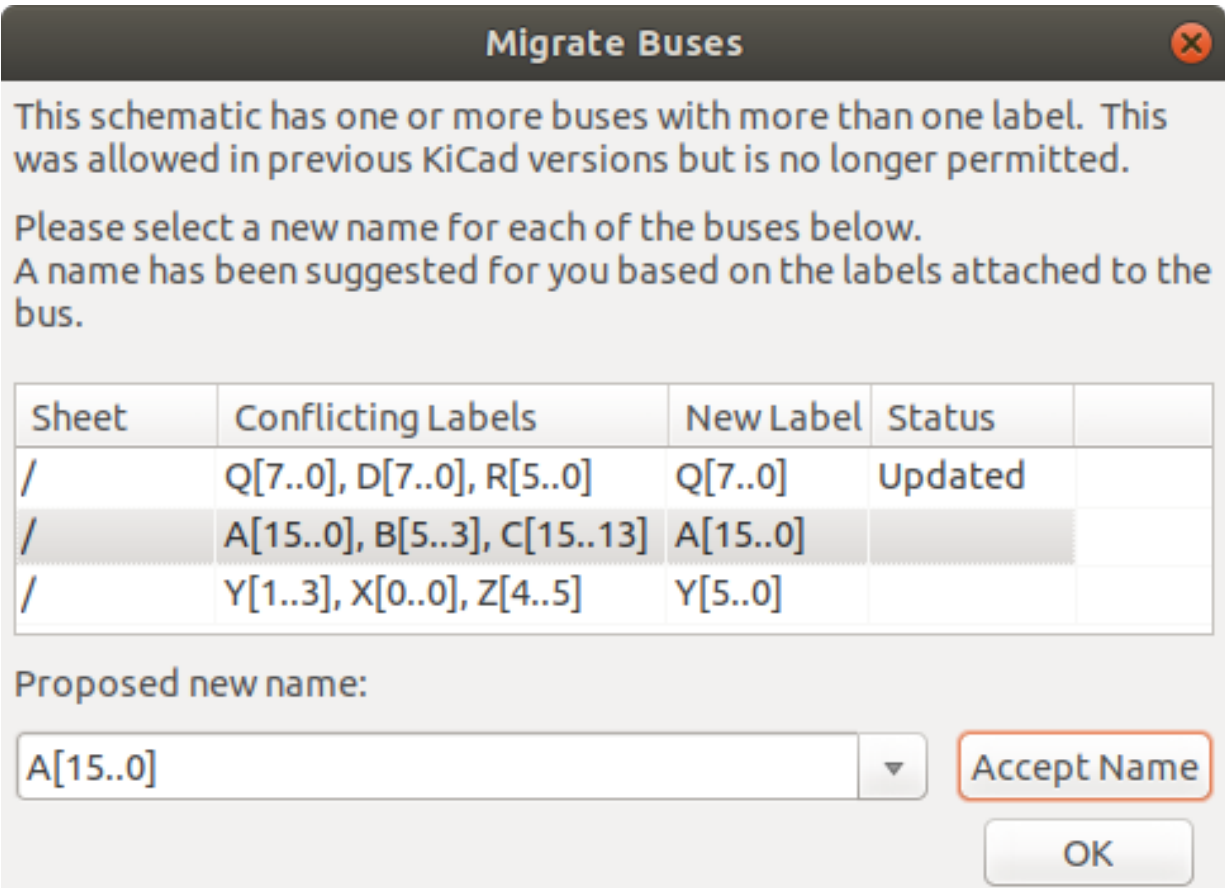 Migrate Buses
This schematic has one or more buses with more than one label.  This
was allowed in previous KiCad versions but is no longer permitted.
Please select a new name for each of the buses below.
A name has been suggested for you based on the labels attached to the
bus.
Sheet Conflicting Labels New Label Status
/ Q[7..0], D[7..0], R[5..0] Q[7..0] Updated
/ A[15..0], B[5..3], C[15..13] A[15..0]
/ Y[1..3], X[0..0], Z[4..5] Y[5..0]
Proposed new name:
A[15..0] Accept Name
OK